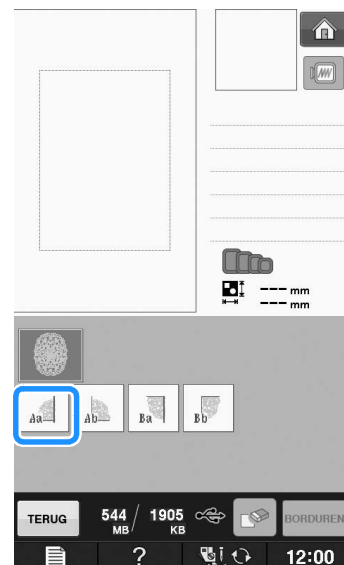 --- mm
--- mm
Aa Ab Ba Bb
TERUG 544 MB / 1905 KB BORDUREN
? 12:00